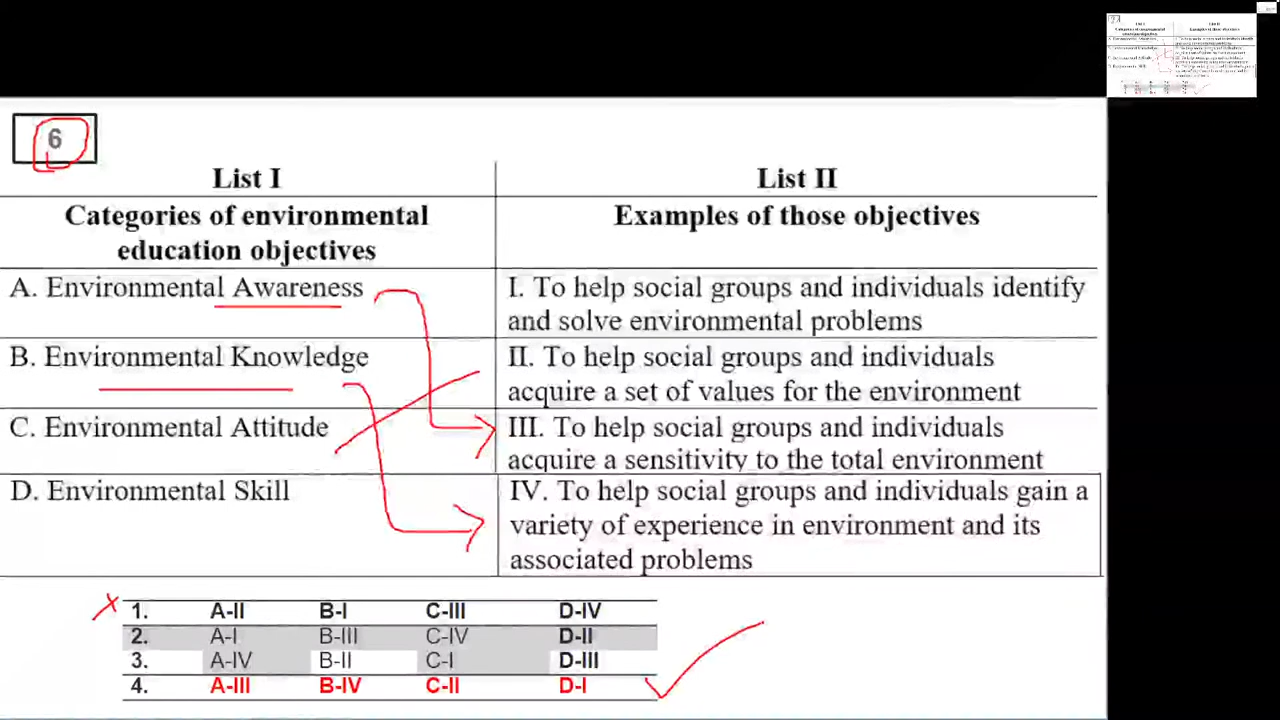 6
List I
List II
Categories of environmental
education objectives
Examples of those objectives
A. Environmental Awareness
I. To help social groups and individuals identify
and solve environmental problems
B. Environmental Knowledge
II. To help social groups and individuals
acquire a set of values for the environment
C. Environmental Attitude
III. To help social groups and individuals
acquire a sensitivity to the total environment
D. Environmental Skill
IV. To help social groups and individuals gain a
variety of experience in environment and its
associated problems
1. A-II B-I C-III D-IV
2. A-I B-III C-IV D-II
3. A-IV B-II C-I D-III
4. A-III B-IV C-II D-I